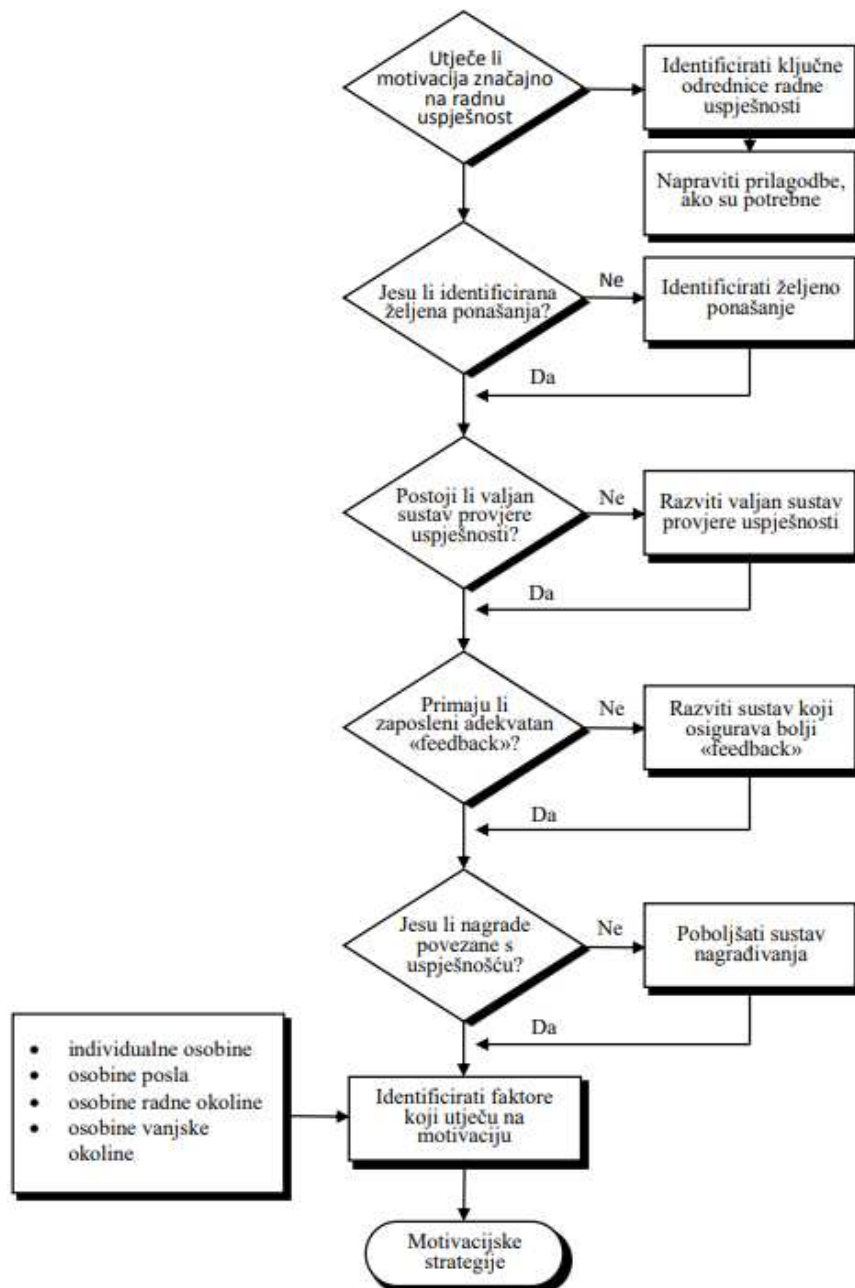 Utječe li
motivacija značajno
na radnu
uspješnost
Identificirati ključne
odrednice radne
uspješnosti
Napraviti prilagodbe,
ako su potrebne
Jesu li identificirana
željena ponašanja?
Ne
Identificirati željeno
ponašanje
Da
Postoji li valjan
sustav provjere
uspješnosti?
Ne
Razviti valjan sustav
provjere uspješnosti
Da
Primaju li
zaposleni adekvatan
«feedback»?
Ne
Razviti sustav koji
osigurava bolji
«feedback»
Da
Jesu li nagrade
povezane s
uspješnošću?
Ne
Poboljšati sustav
nagrađivanja
Da
• individualne osobine
• osobine posla
• osobine radne okoline
• osobine vanjske
okoline
Identificirati faktore
koji utječu na
motivaciju
Motivacijske
strategije